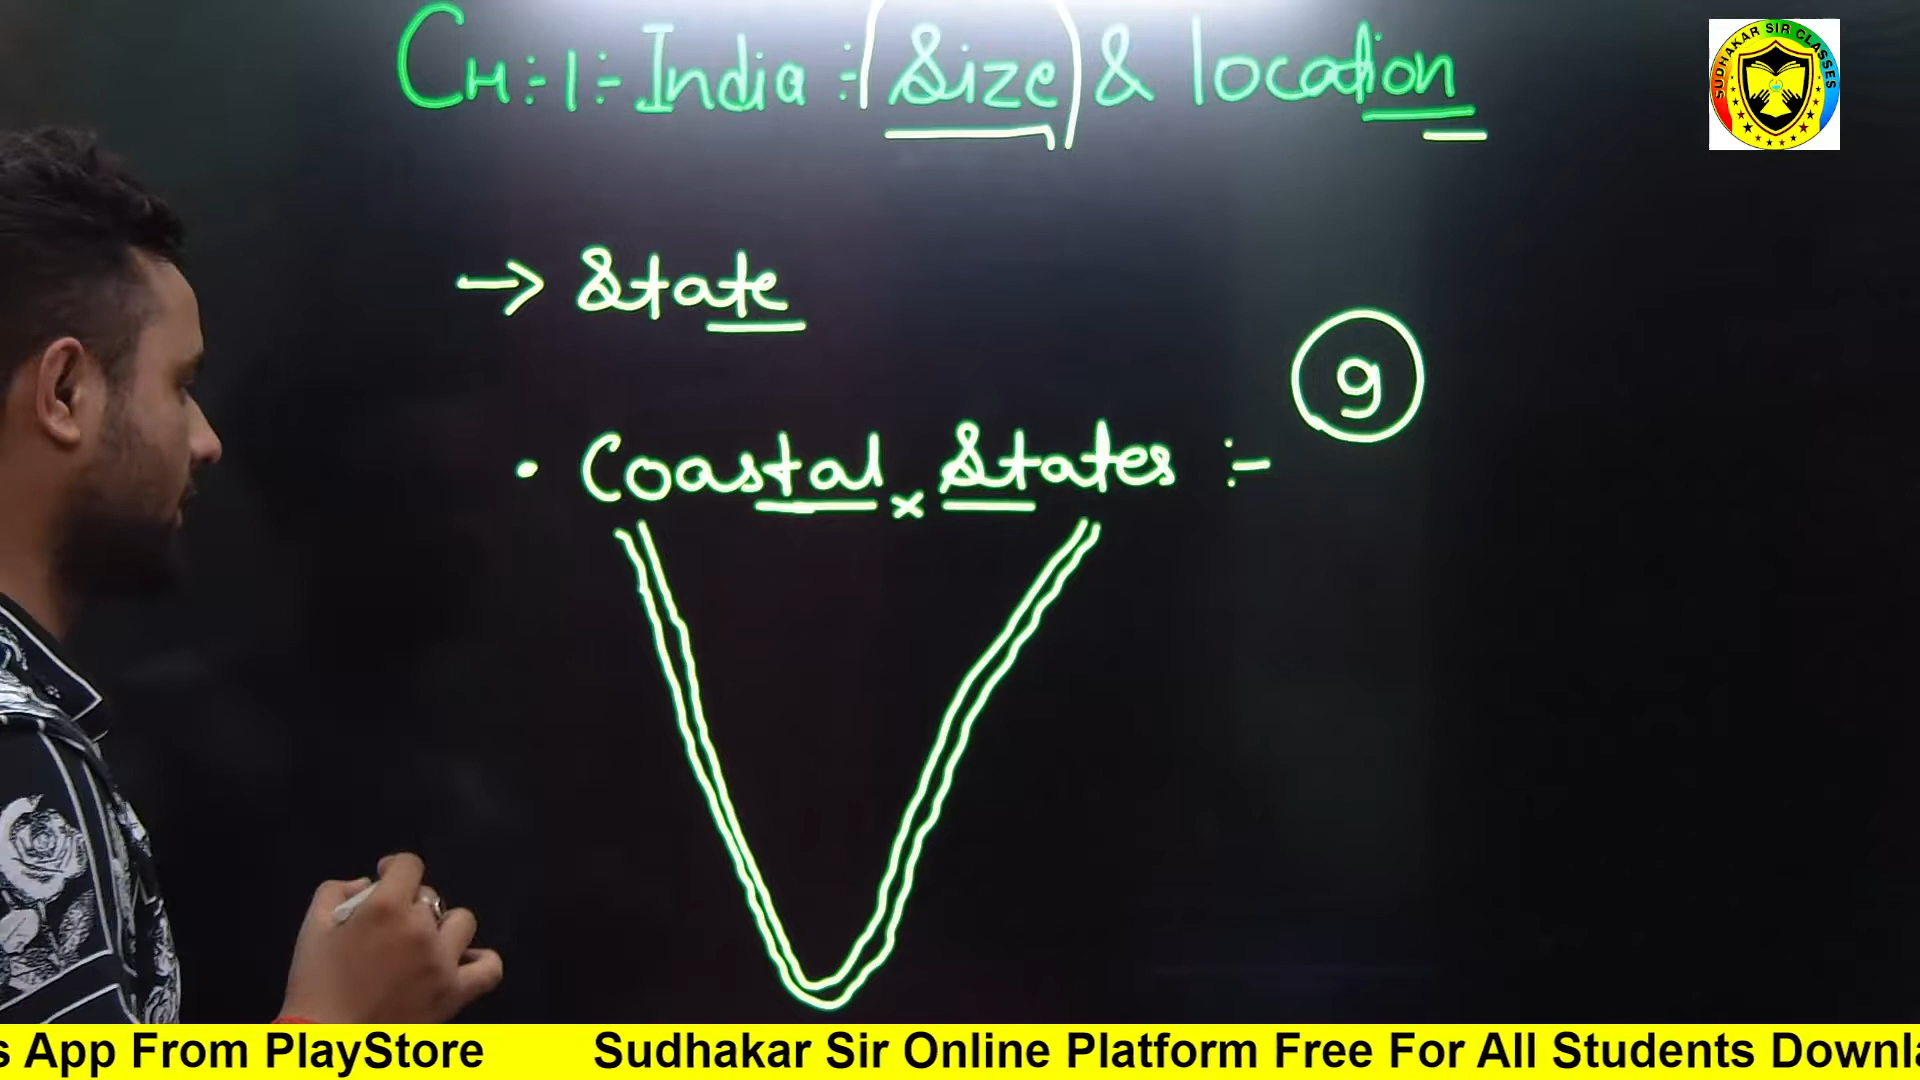 CH:-1:- India :- (Size) & location
SUDHAKAR SIR CLASSES
→ State
9
• Coastal x States :-
s App From PlayStore Sudhakar Sir Online Platform Free For All Students Downl